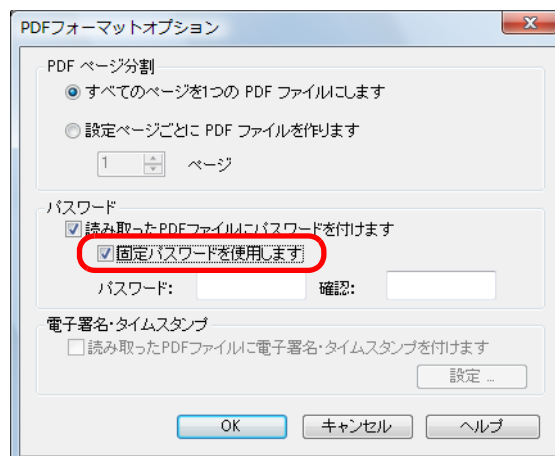 PDFフォーマットオプション
PDF ページ分割
すべてのページを1つの PDF ファイルにします
設定ページごとに PDF ファイルを作ります
1 ページ
パスワード
読み取ったPDFファイルにパスワードを付けます
固定パスワードを使用します
パスワード: 確認:
電子署名・タイムスタンプ
読み取ったPDFファイルに電子署名・タイムスタンプを付けます
設定 ...
OK キャンセル ヘルプ